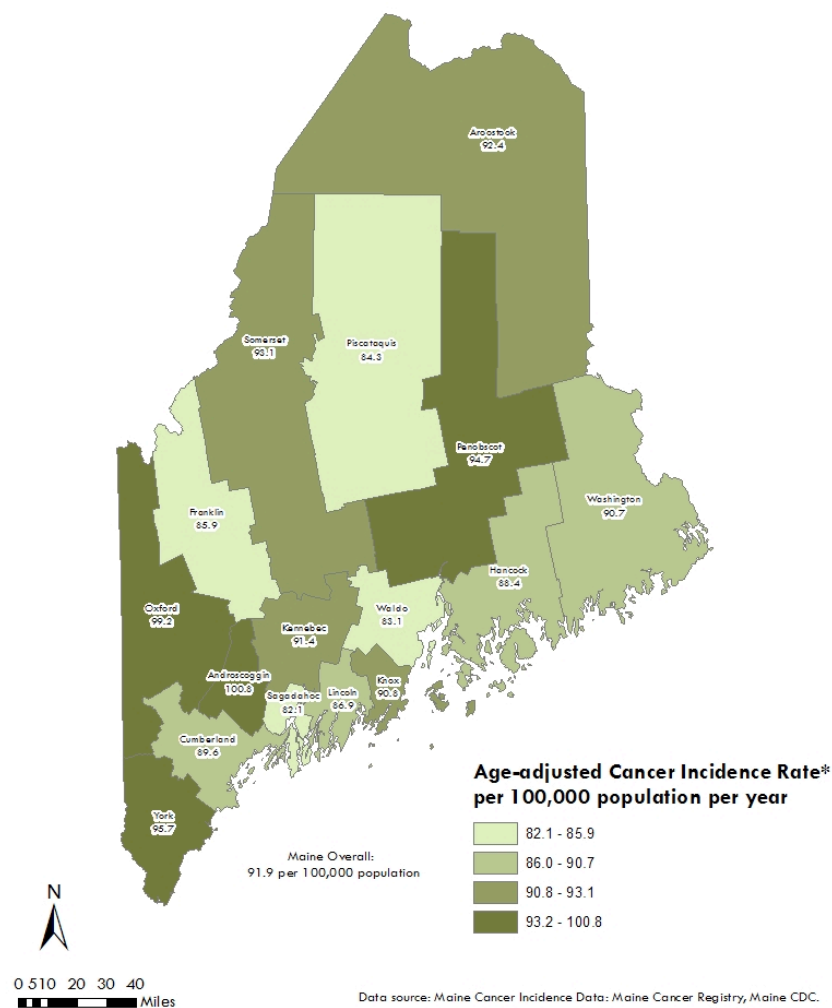 Aroostook
92.4
Somerset
93.1
Piscataquis
84.3
Penobscot
94.7
Washington
90.7
Franklin
85.9
Hancock
88.4
Oxford
99.2
Waldo
83.1
Kennebec
91.4
Androscoggin
100.8
Knox
90.8
Sagadahoc
82.1
Lincoln
86.9
Cumberland
89.6
York
95.7
Age-adjusted Cancer Incidence Rate*
per 100,000 population per year
82.1 - 85.9
86.0 - 90.7
90.8 - 93.1
93.2 - 100.8
Maine Overall:
91.9 per 100,000 population
N
0 510 20 30 40
Miles
Data source: Maine Cancer Incidence Data: Maine Cancer Registry, Maine CDC.